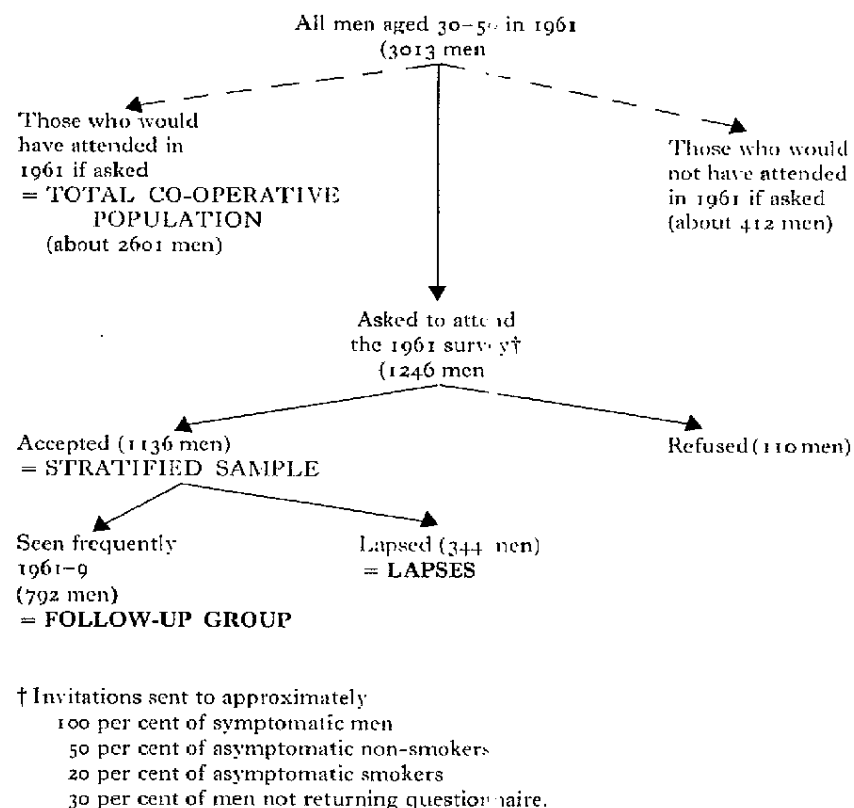 All men aged 30-5 in 1961
(3013 men
Those who would
have attended in
1961 if asked
= TOTAL CO-OPERATIVE
POPULATION
(about 2601 men)
Those who would
not have attended
in 1961 if asked
(about 412 men)
Asked to attend
the 1961 survey†
(1246 men
Accepted (1136 men)
= STRATIFIED SAMPLE
Refused (110 men)
Seen frequently
1961-9
(792 men)
= FOLLOW-UP GROUP
Lapsed (344 men)
= LAPSES
† Invitations sent to approximately
100 per cent of symptomatic men
50 per cent of asymptomatic non-smokers
20 per cent of asymptomatic smokers
30 per cent of men not returning questionnaire.